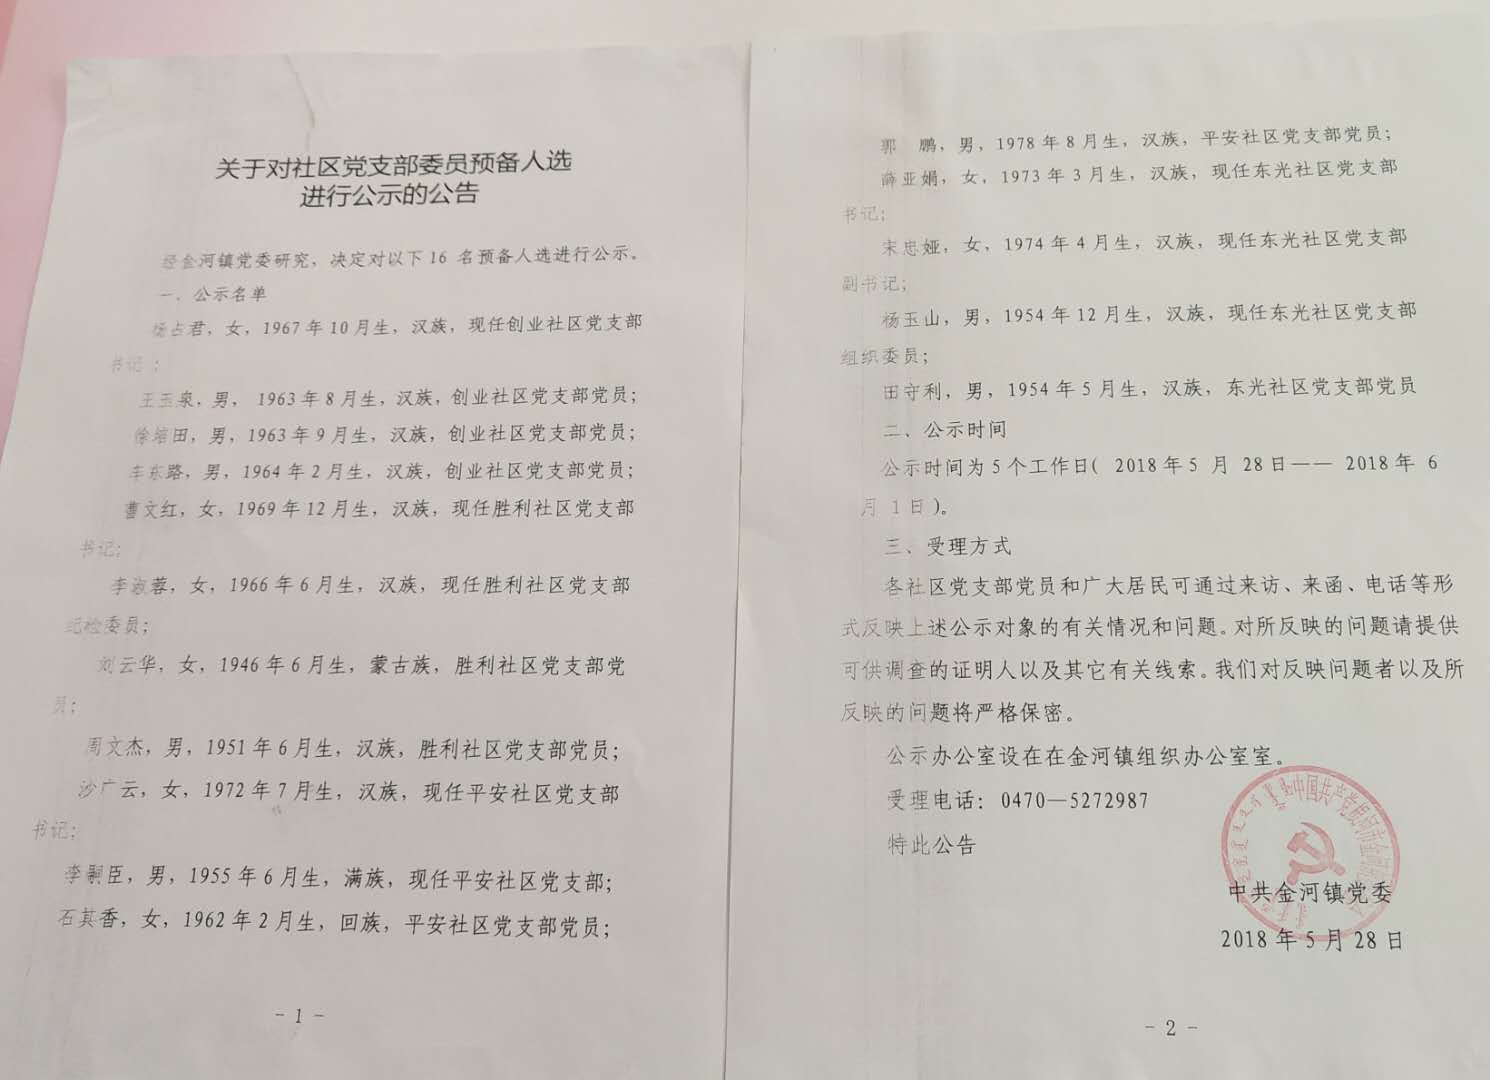 关于对社区党支部委员预备人选
进行公示的公告
经金河镇党委研究，决定对以下16 名预备人选进行公示。
一、公示名单
杨占君，女，1967年10月生，汉族，现任创业社区党支部
书记；
王玉泉，男， 1963年8月生，汉族，创业社区党支部党员；
徐培田，男，1963年9月生，汉族，创业社区党支部党员；
车东路，男，1964年2月生，汉族，创业社区党支部党员；
曹文红，女，1969年12月生，汉族，现任胜利社区党支部
书记；
李淑蓉，女，1966年6月生，汉族，现任胜利社区党支部
纪检委员；
刘云华，女，1946年6月生，蒙古族，胜利社区党支部党
员；
周文杰，男，1951年6月生，汉族，胜利社区党支部党员；
沙广云，女，1972年7月生，汉族，现任平安社区党支部
书记；
李嗣臣，男，1955年6月生，满族，现任平安社区党支部；
石其香，女，1962年2月生，回族，平安社区党支部党员；
- 1 -
郭　鹏，男，1978年8月生，汉族，平安社区党支部党员；
薛亚娟，女，1973年3月生，汉族，现任东光社区党支部
书记；
宋忠娅，女，1974年4月生，汉族，现任东光社区党支部
副书记；
杨玉山，男，1954年12月生，汉族，现任东光社区党支部
组织委员；
田守利，男，1954年5月生，汉族，东光社区党支部党员
二、公示时间
公示时间为5个工作日( 2018年5 月 28日—— 2018年 6
月 1日)。
三、受理方式
各社区党支部党员和广大居民可通过来访、来函、电话等形
式反映上述公示对象的有关情况和问题。对所反映的问题请提供
可供调查的证明人以及其它有关线索。我们对反映问题者以及所
反映的问题将严格保密。
公示办公室设在在金河镇组织办公室室。
受理电话：0470—5272987
特此公告
中共金河镇党委
2018年5月28日
- 2 -